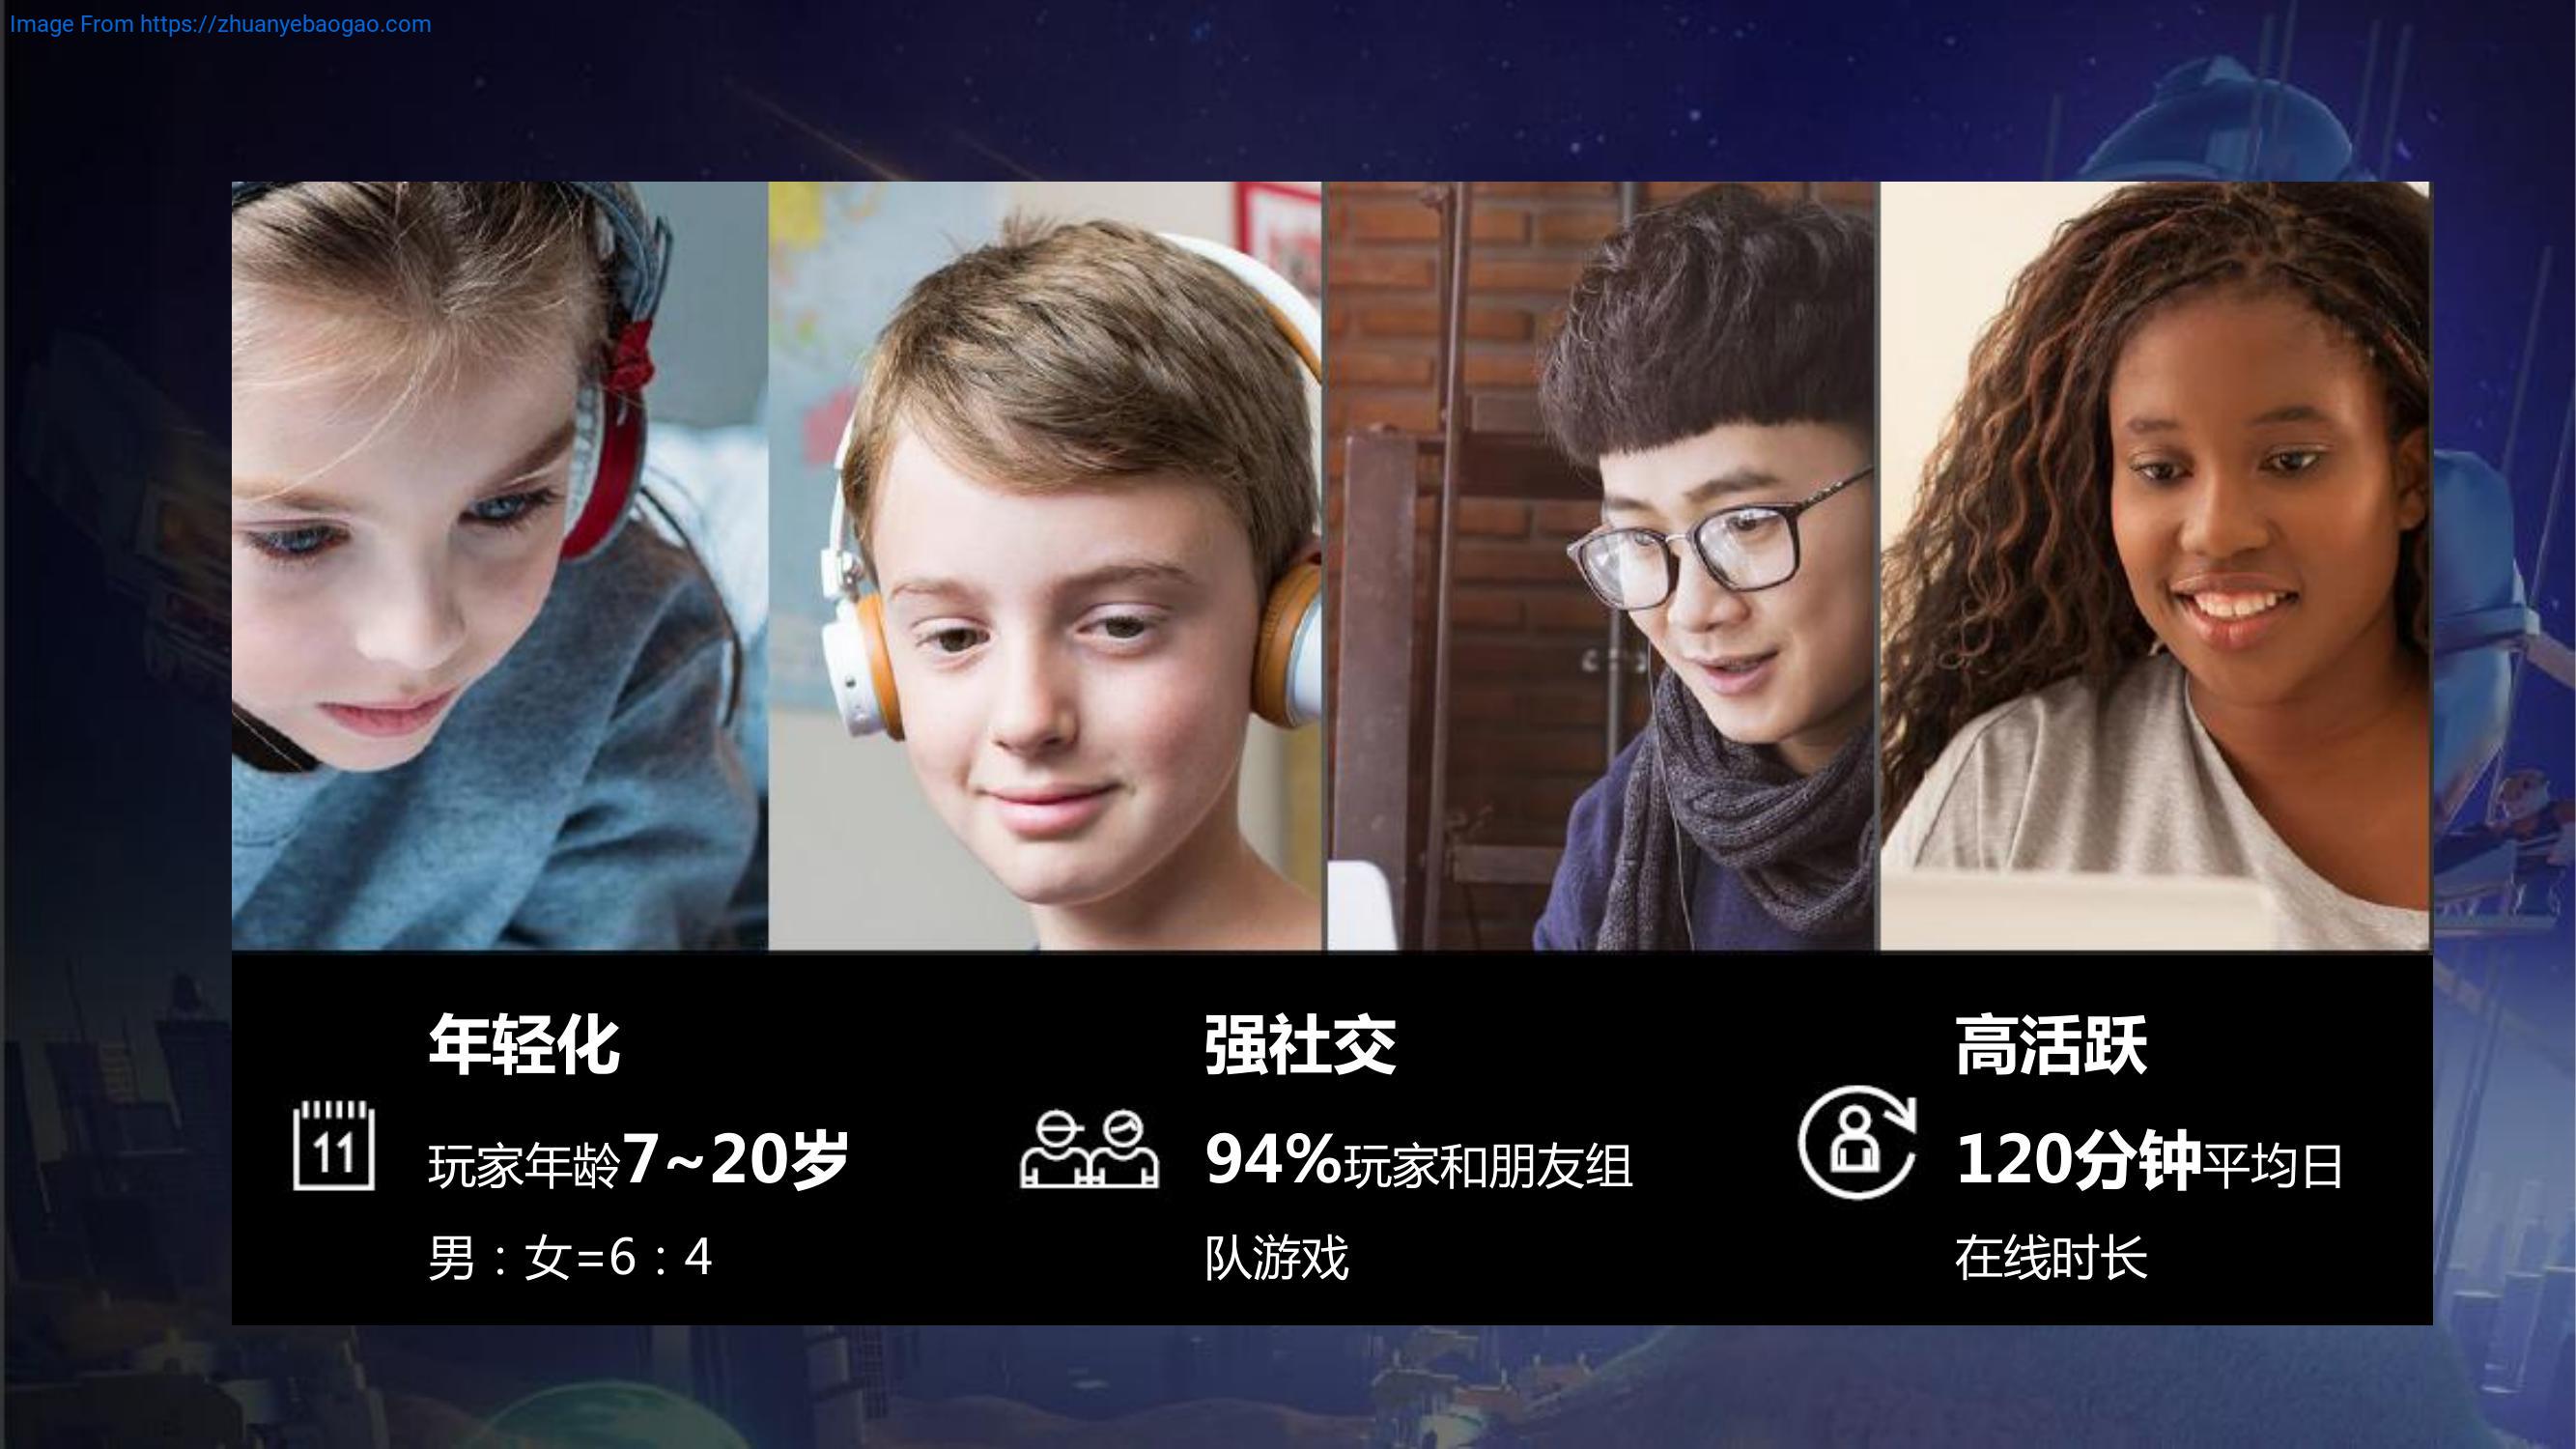 Image From https://zhuanyebaogao.com
年轻化
11
玩家年龄7~20岁
男：女=6：4
强社交
94%玩家和朋友组
队游戏
高活跃
120分钟平均日
在线时长